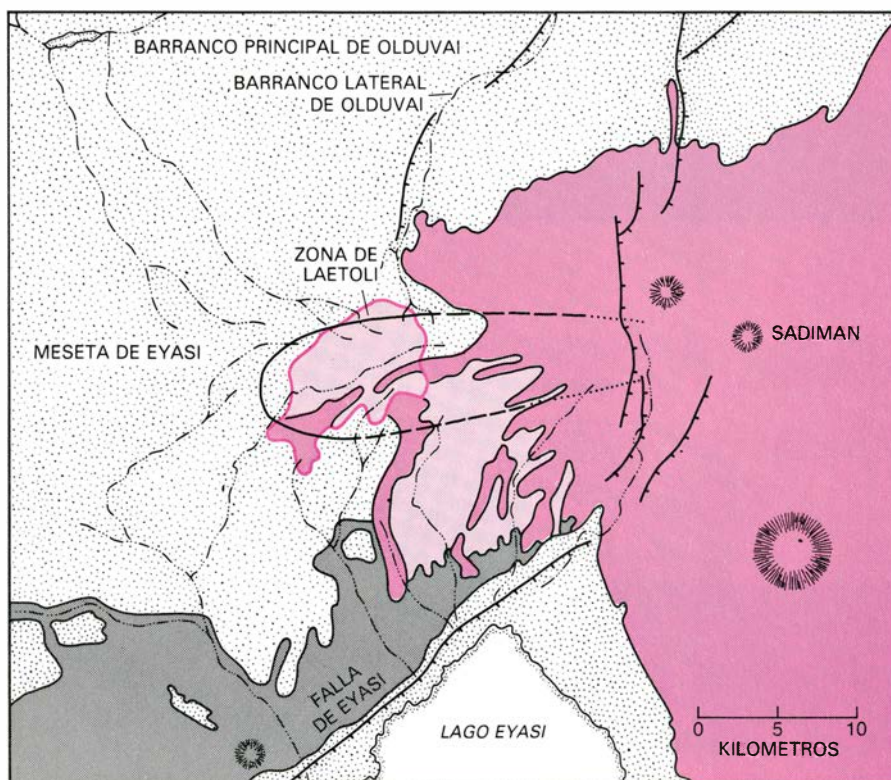 BARRANCO PRINCIPAL DE OLDUVAI
BARRANCO LATERAL
DE OLDUVAI
ZONA DE
LAETOLI
MESETA DE EYASI
SADIMAN
FALLA
DE EYASI
LAGO EYASI
0 5 10
KILOMETROS